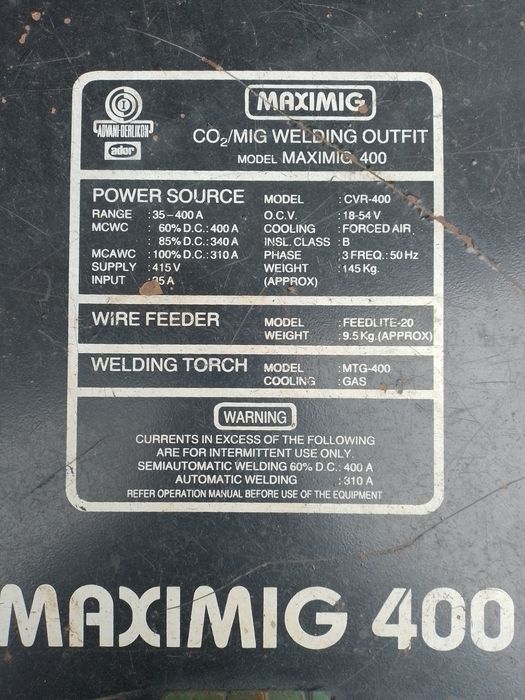 ADVANI-OERLIKON
ador
MAXIMIG
CO₂/MIG WELDING OUTFIT
MODEL MAXIMIG 400
POWER SOURCE
RANGE :35-400 A
MCWC : 60% D.C.:400 A
: 85% D.C.:340 A
MCAWC :100% D.C.:310 A
SUPPLY :415 V
INPUT 35 A
MODEL :CVR-400
O.C.V. :18-54 V
COOLING :FORCED AIR
INSL. CLASS : B
PHASE :3 FREQ.:50 Hz
WEIGHT :145 Kg.
(APPROX)
WIRE FEEDER
MODEL :FEEDLITE-20
WEIGHT :9.5 Kg.(APPROX)
WELDING TORCH
MODEL :MTG-400
COOLING :GAS
WARNING
CURRENTS IN EXCESS OF THE FOLLOWING
ARE FOR INTERMITTENT USE ONLY.
SEMIAUTOMATIC WELDING 60% D.C.: 400 A
AUTOMATIC WELDING : 310 A
REFER OPERATION MANUAL BEFORE USE OF THE EQUIPMENT
MAXIMIG 400